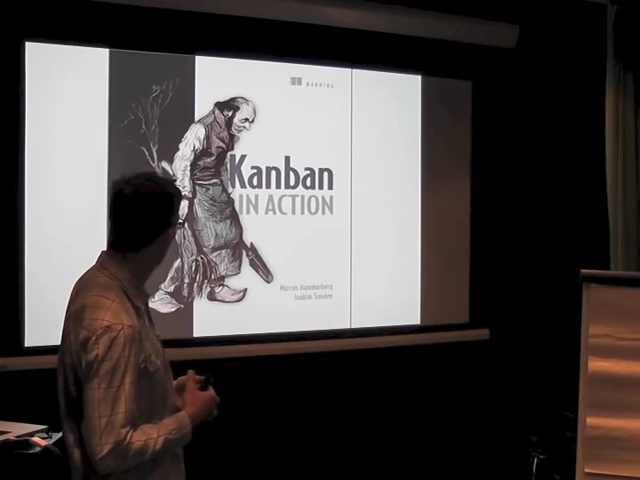 MANNING
Kanban
IN ACTION
Marcus Hammarberg
Joakim Sundén